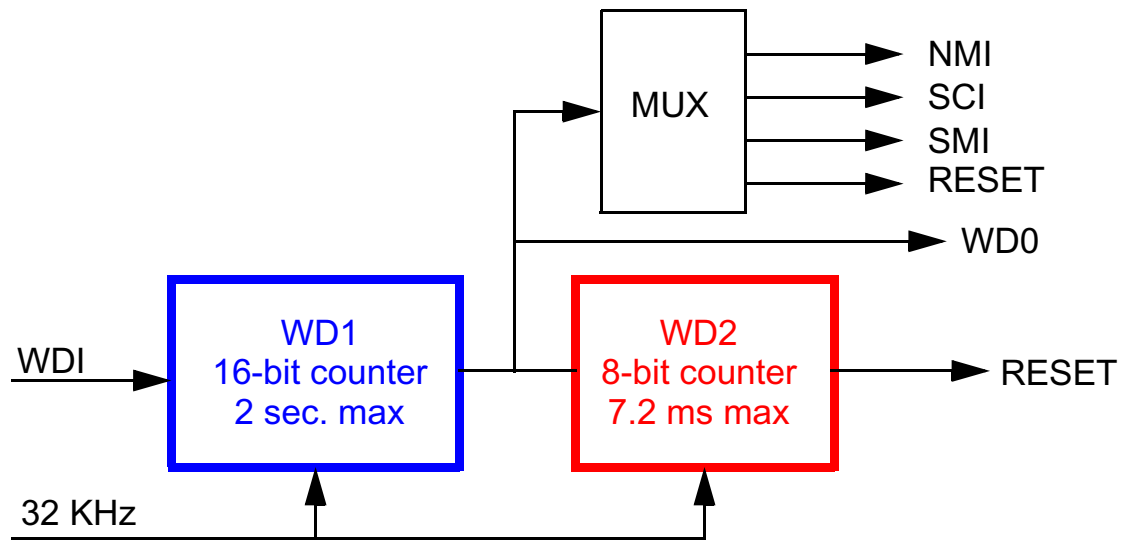 NMI
SCI
MUX
SMI
RESET
WD0
WD1
16-bit counter
2 sec. max
WD2
8-bit counter
7.2 ms max
WDI
RESET
32 KHz